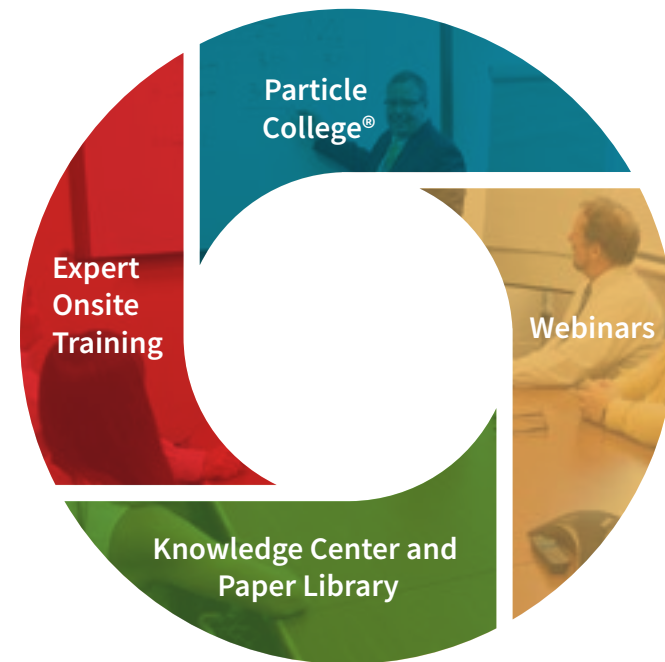 Particle
College®
Expert
Onsite
Training
Webinars
Knowledge Center and
Paper Library